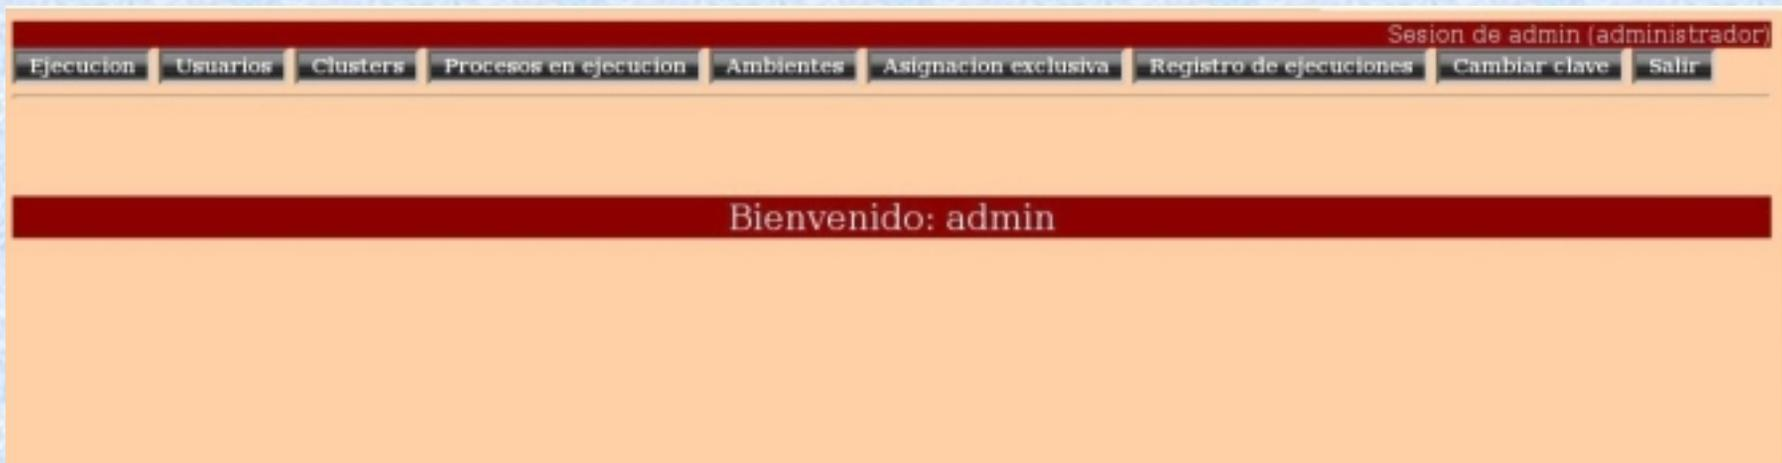 Sesion de admin (administrador)
Ejecucion Usuarios Clusters Procesos en ejecucion Ambientes Asignacion exclusiva Registro de ejecuciones Cambiar clave Salir
Bienvenido: admin